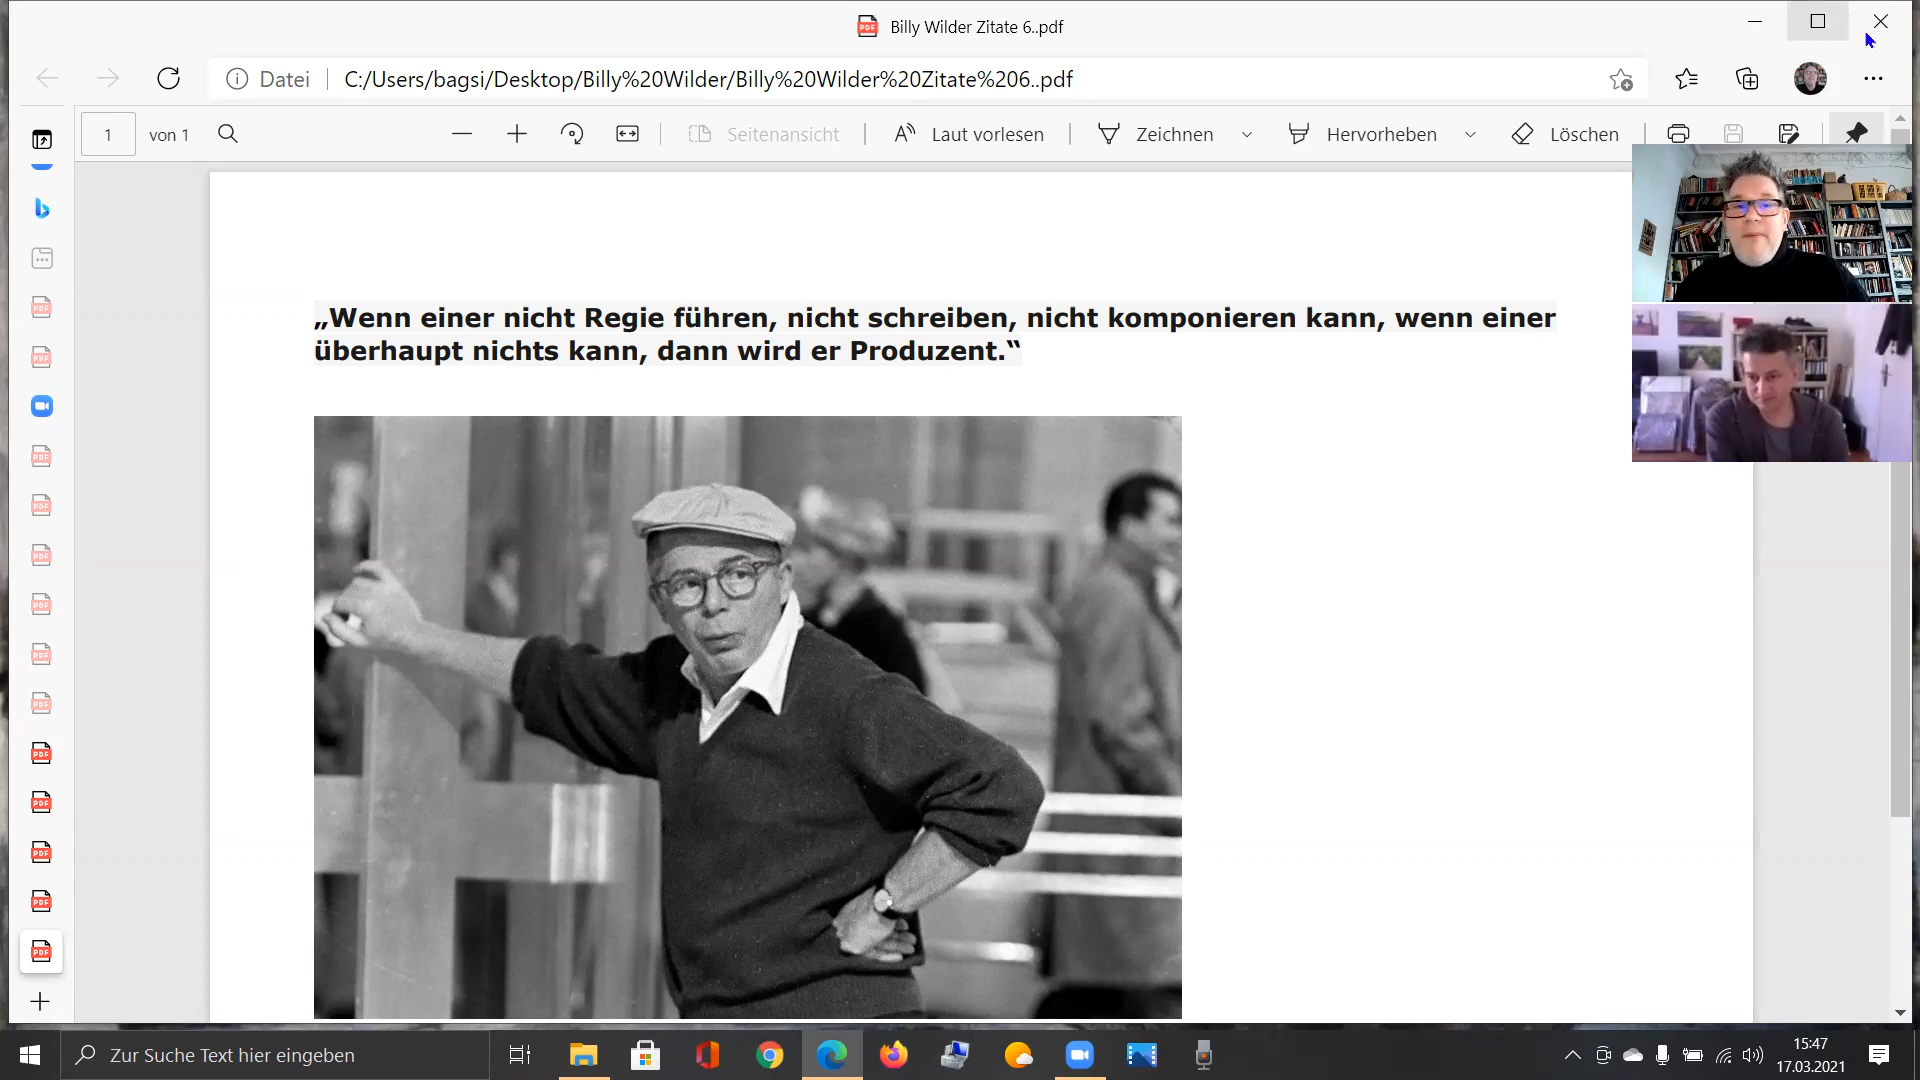 Billy Wilder Zitate 6..pdf
Datei
C:/Users/bagsi/Desktop/Billy%20Wilder/Billy%20Wilder%20Zitate%206..pdf
1 von 1
Seitenansicht
Laut vorlesen
Zeichnen
Hervorheben
Löschen
„Wenn einer nicht Regie führen, nicht schreiben, nicht komponieren kann, wenn einer
überhaupt nichts kann, dann wird er Produzent.“
Zur Suche Text hier eingeben
15:47
17.03.2021